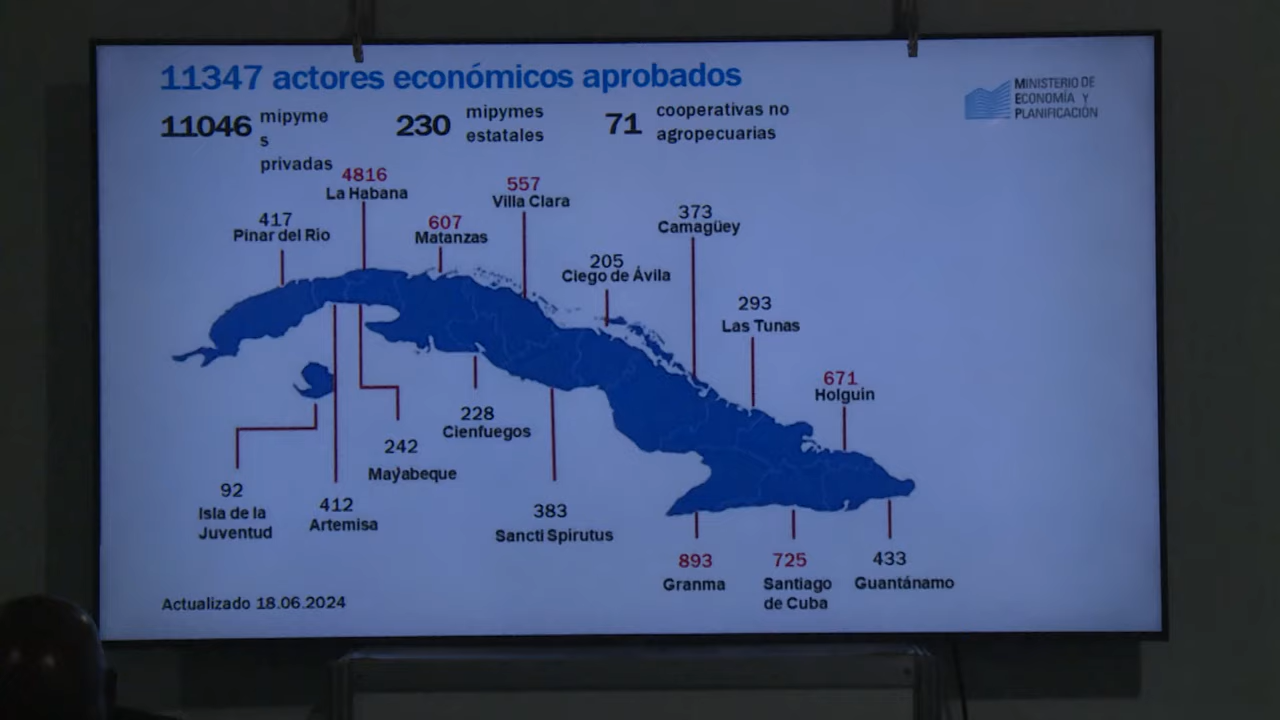 11347 actores económicos aprobados
MINISTERIO DE
ECONOMÍA Y
PLANIFICACIÓN
11046 mipyme
s
privadas
230 mipymes
estatales
71 cooperativas no
agropecuarias
4816
La Habana
557
Villa Clara
417
Pinar del Río
607
Matanzas
373
Camagüey
205
Ciego de Ávila
293
Las Tunas
671
Holguín
228
Cienfuegos
242
Mayabeque
92
Isla de la
Juventud
412
Artemisa
383
Sancti Spirutus
893
Granma
725
Santiago
de Cuba
433
Guantánamo
Actualizado 18.06.2024